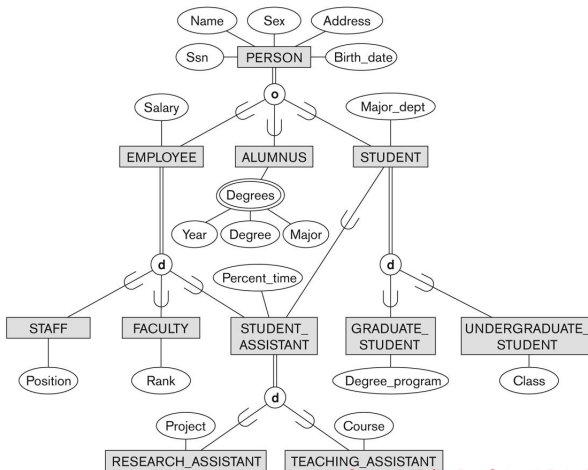 Name
Sex
Address
Ssn
PERSON
Birth_date
o
Salary
Major_dept
EMPLOYEE
ALUMNUS
STUDENT
Degrees
Year
Degree
Major
d
d
Percent_time
STAFF
FACULTY
STUDENT_
ASSISTANT
GRADUATE_
STUDENT
UNDERGRADUATE_
STUDENT
Position
Rank
Degree_program
Class
d
Project
Course
RESEARCH_ASSISTANT
TEACHING_ASSISTANT